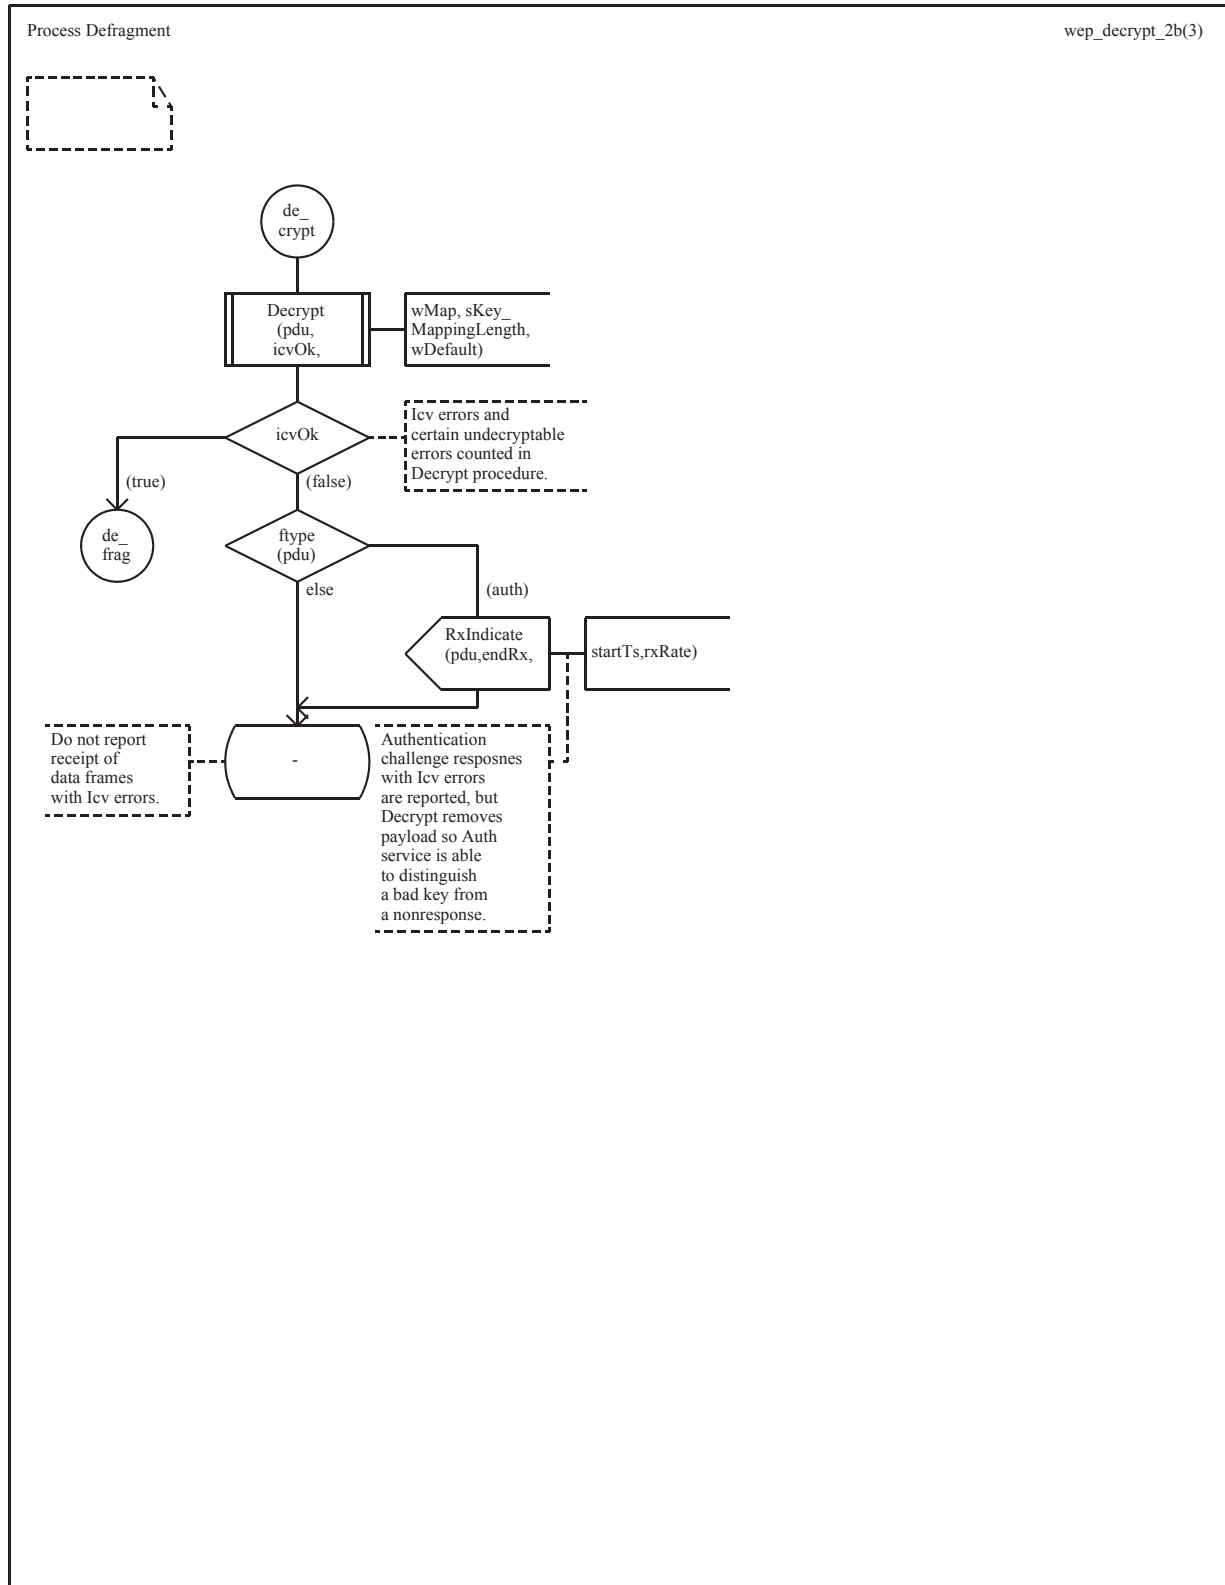 Process Defragment
wep_decrypt_2b(3)
de_
crypt
Decrypt
(pdu,
icvOk,
wMap, sKey_
MappingLength,
wDefault)
icvOk
Icv errors and
certain undecryptable
errors counted in
Decrypt procedure.
(true)
(false)
de_
frag
ftype
(pdu)
else
(auth)
RxIndicate
(pdu,endRx,
startTs,rxRate)
Do not report
receipt of
data frames
with Icv errors.
-
Authentication
challenge resposnes
with Icv errors
are reported, but
Decrypt removes
payload so Auth
service is able
to distinguish
a bad key from
a nonresponse.